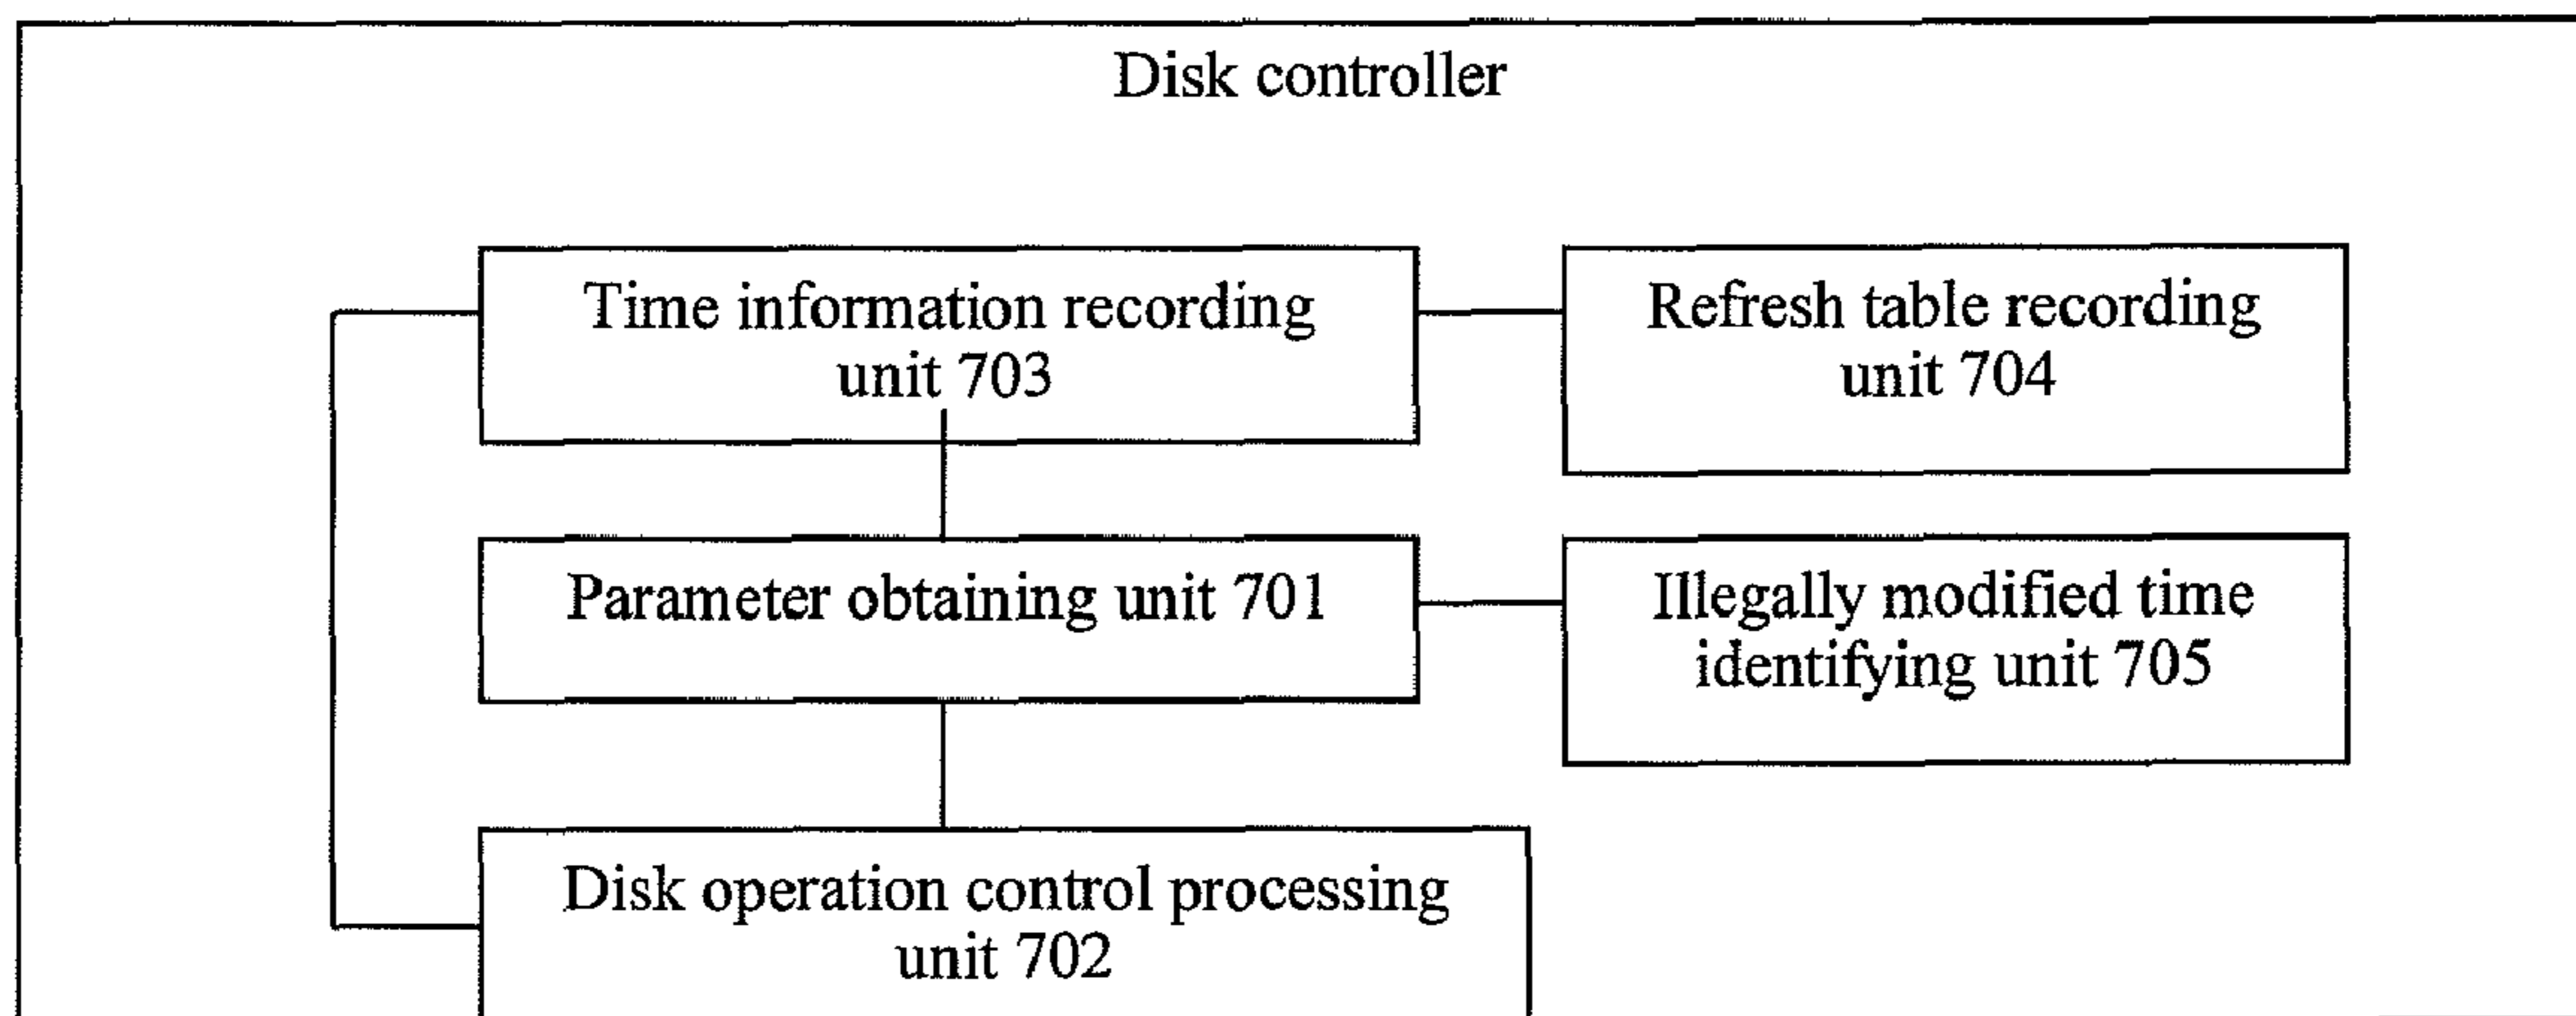 Disk controller
Time information recording
unit 703
Refresh table recording
unit 704
Parameter obtaining unit 701
Illegally modified time
identifying unit 705
Disk operation control processing
unit 702